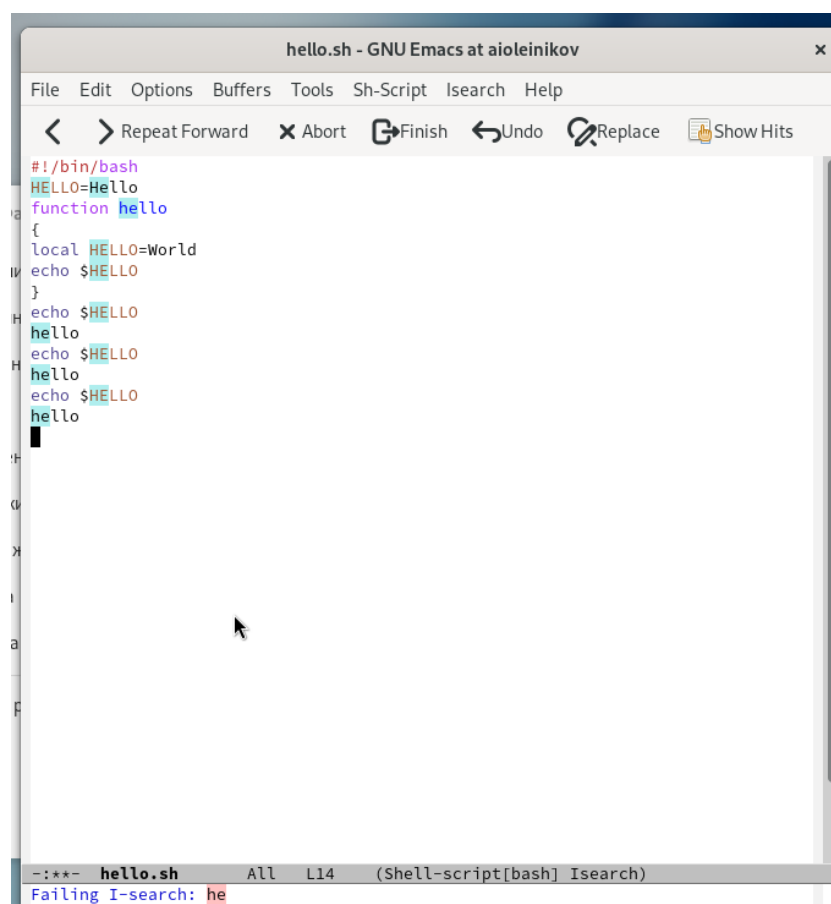 hello.sh - GNU Emacs at aioleinikov
File Edit Options Buffers Tools Sh-Script Isearch Help
Repeat Forward Abort Finish Undo Replace Show Hits
#!/bin/bash
HELLO=Hello
function hello
{
local HELLO=World
echo $HELLO
}
echo $HELLO
hello
echo $HELLO
hello
echo $HELLO
hello
-:**- hello.sh All L14 (Shell-script[bash] Isearch)
Failing I-search: he